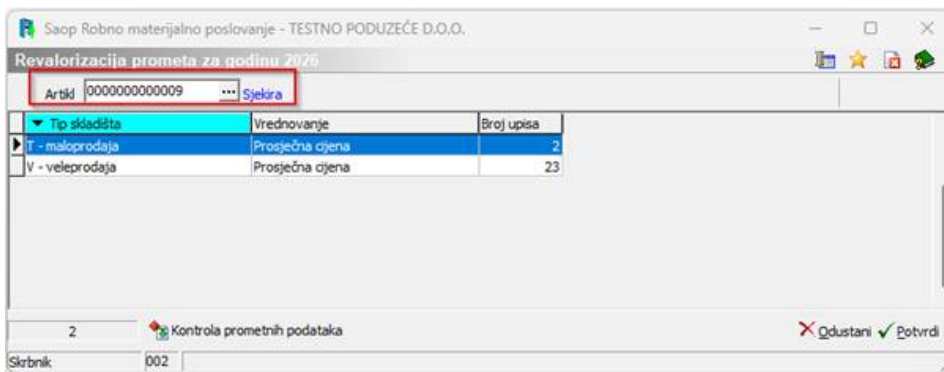 Saop Robno materijalno poslovanje - TESTNO PODUZEĆE D.O.O.
Revalorizacija prometa za godinu 2026
Artikl 0000000000009 ... Sjekira
Tip skladišta Vrednovanje Broj upisa
T - maloprodaja Prosječna cijena 2
V - veleprodaja Prosječna cijena 23
2 Kontrola prometnih podataka Odustani Potvrdi
Skrbnik 002